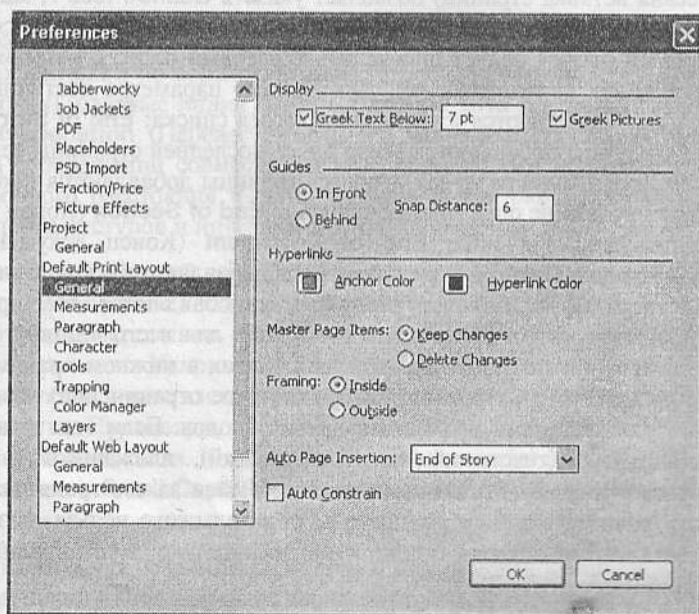 Preferences
Jabberwocky
Job Jackets
PDF
Placeholders
PSD Import
Fraction/Price
Picture Effects
Project
General
Default Print Layout
General
Measurements
Paragraph
Character
Tools
Trapping
Color Manager
Layers
Default Web Layout
General
Measurements
Paragraph
Display
Greek Text Below: 7 pt Greek Pictures
Guides
In Front
Behind
Snap Distance: 6
Hyperlinks
Anchor Color Hyperlink Color
Master Page Items: Keep Changes
Delete Changes
Framing: Inside
Outside
Auto Page Insertion: End of Story
Auto Constrain
OK Cancel